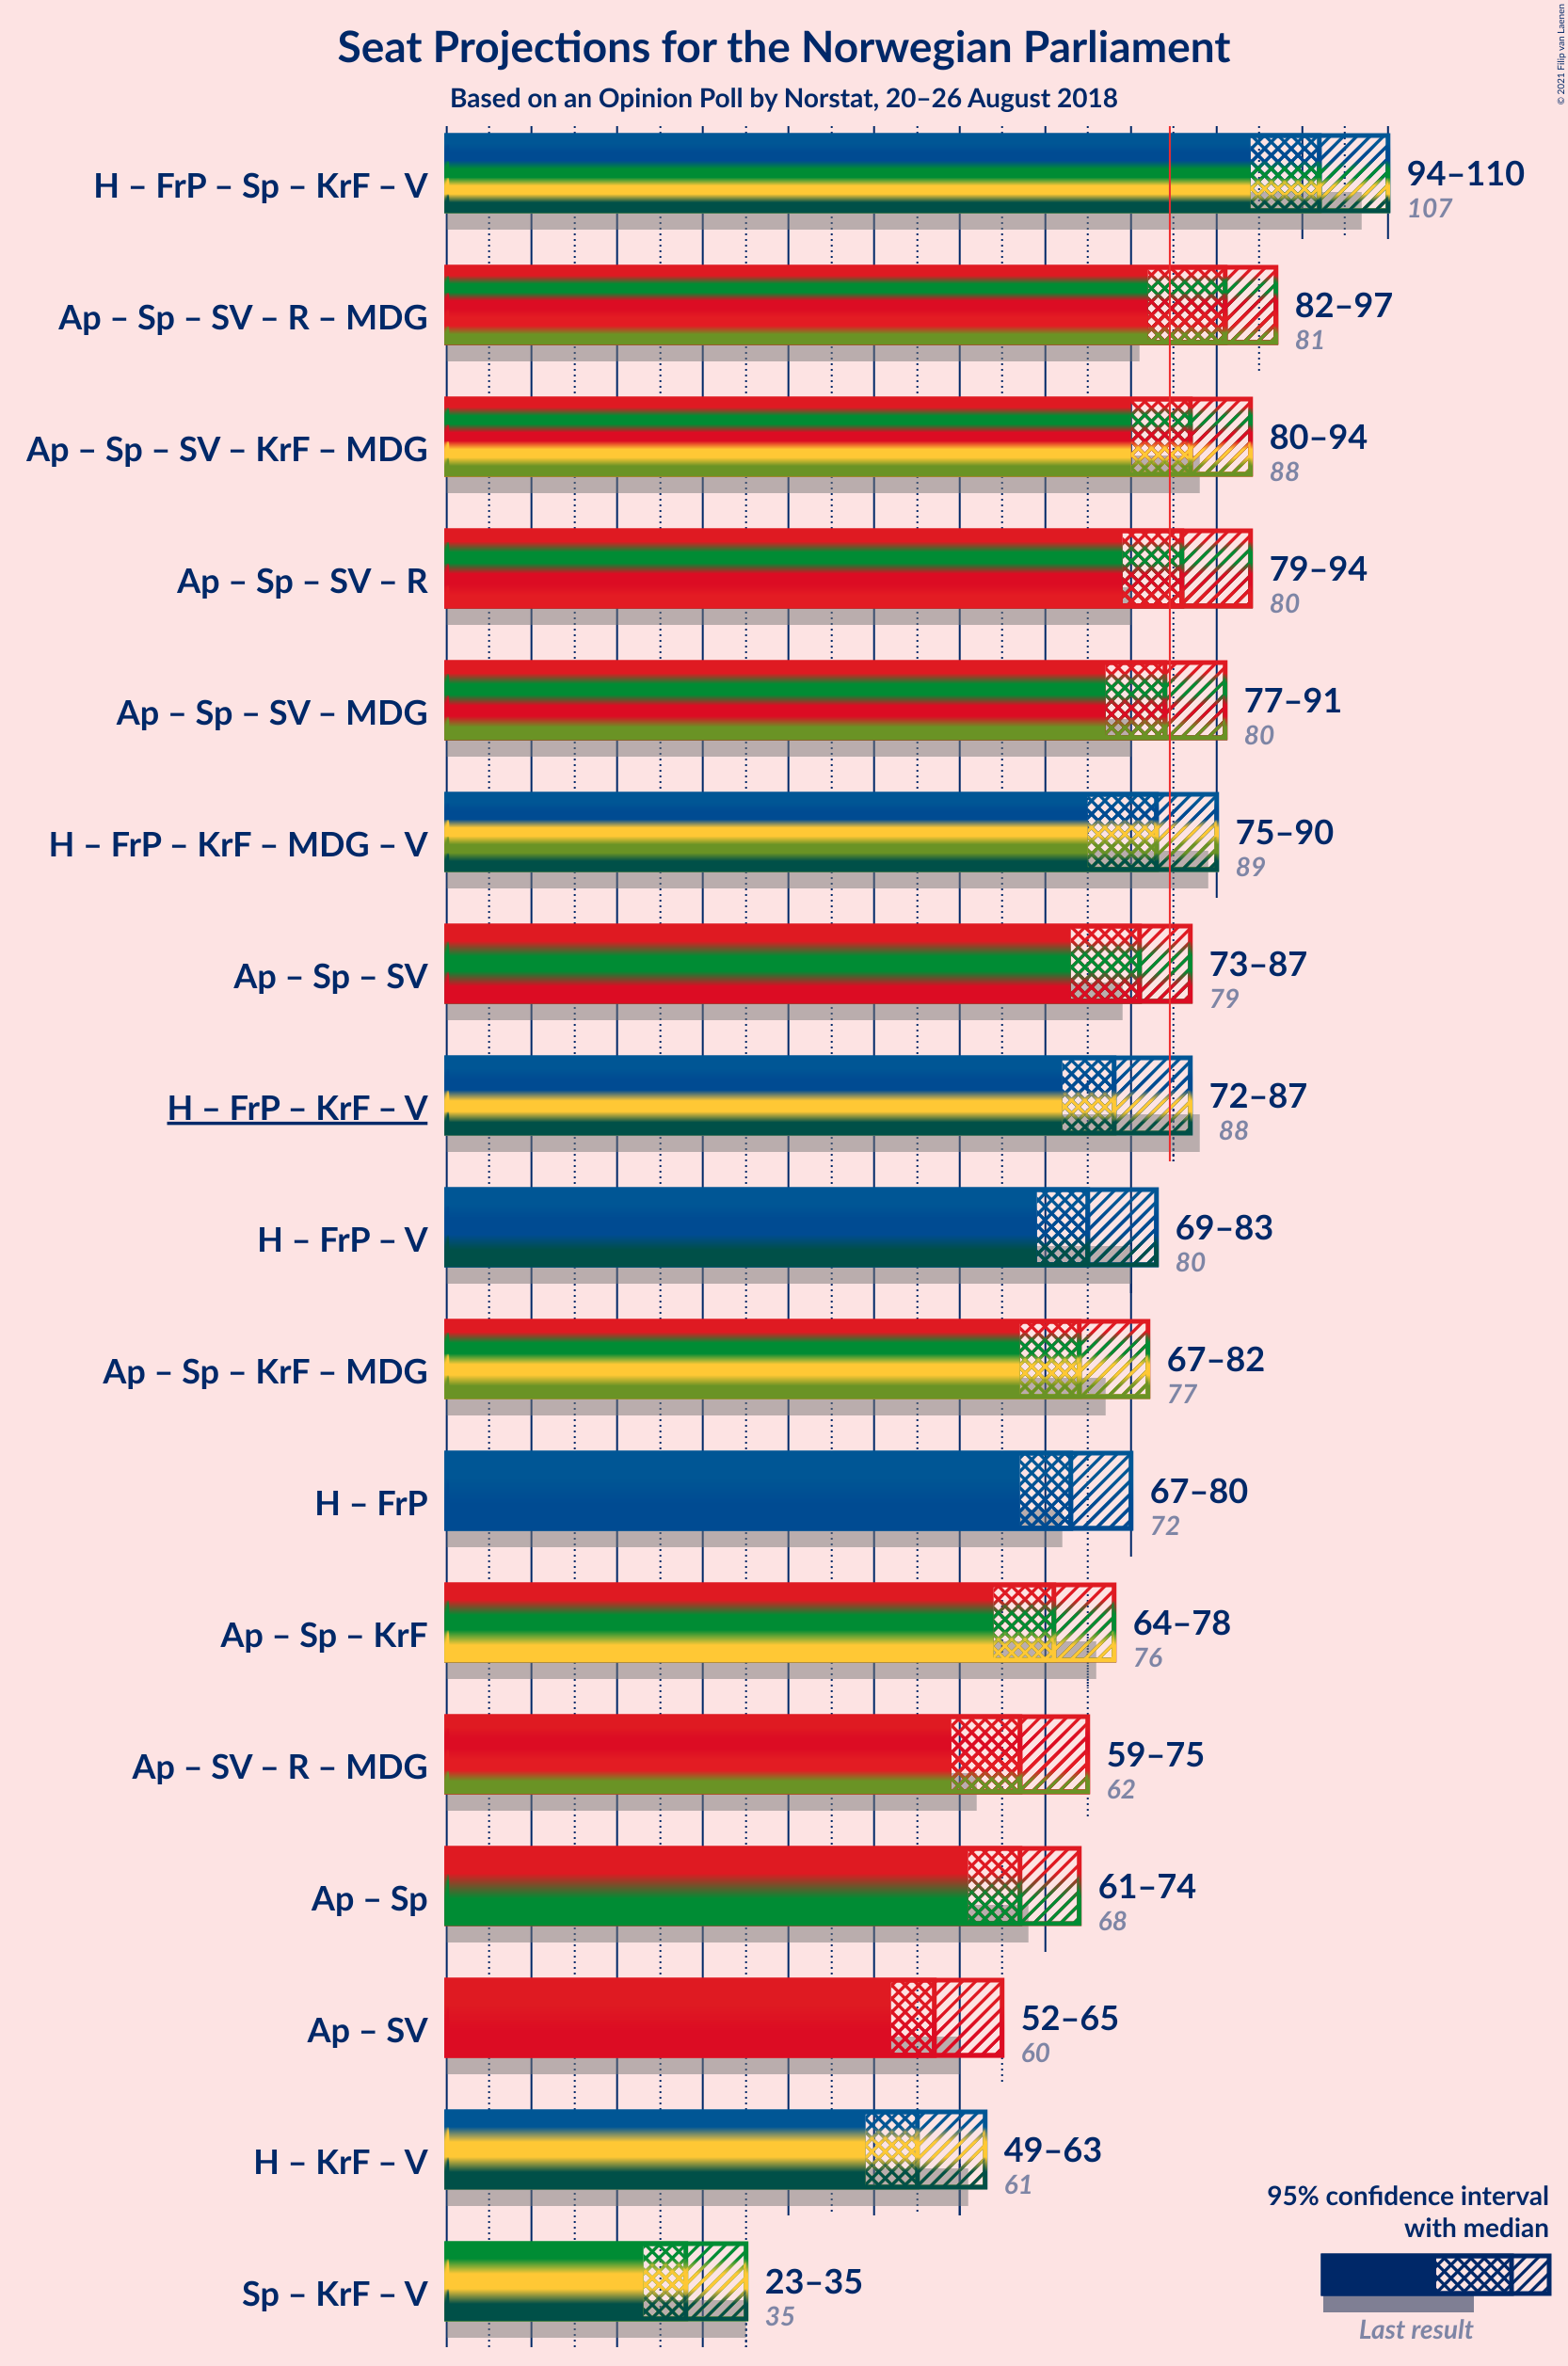 © 2021 Filip van Laenen
Seat Projections for the Norwegian Parliament
Based on an Opinion Poll by Norstat, 20–26 August 2018
H – FrP – Sp – KrF – V
94–110
107
Ap – Sp – SV – R – MDG
82–97
81
Ap – Sp – SV – KrF – MDG
80–94
88
Ap – Sp – SV – R
79–94
80
Ap – Sp – SV – MDG
77–91
80
H – FrP – KrF – MDG – V
75–90
89
Ap – Sp – SV
73–87
79
H – FrP – KrF – V
72–87
88
H – FrP – V
69–83
80
Ap – Sp – KrF – MDG
67–82
77
H – FrP
67–80
72
Ap – Sp – KrF
64–78
76
Ap – SV – R – MDG
59–75
62
Ap – Sp
61–74
68
Ap – SV
52–65
60
H – KrF – V
49–63
61
Sp – KrF – V
23–35
35
95% confidence interval
with median
Last result